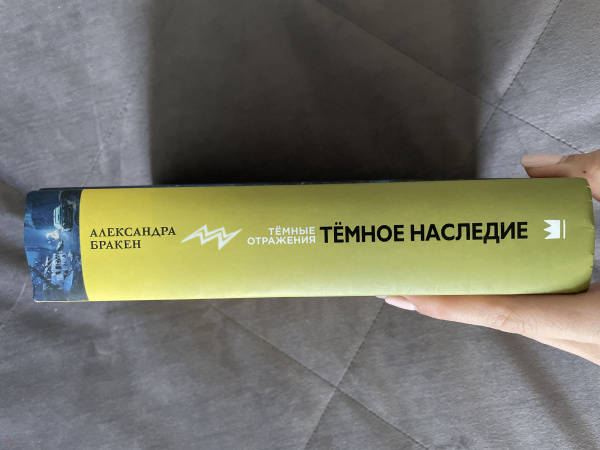 АЛЕКСАНДРА
БРАКЕН
ТЁМНЫЕ
ОТРАЖЕНИЯ
ТЁМНОЕ НАСЛЕДИЕ